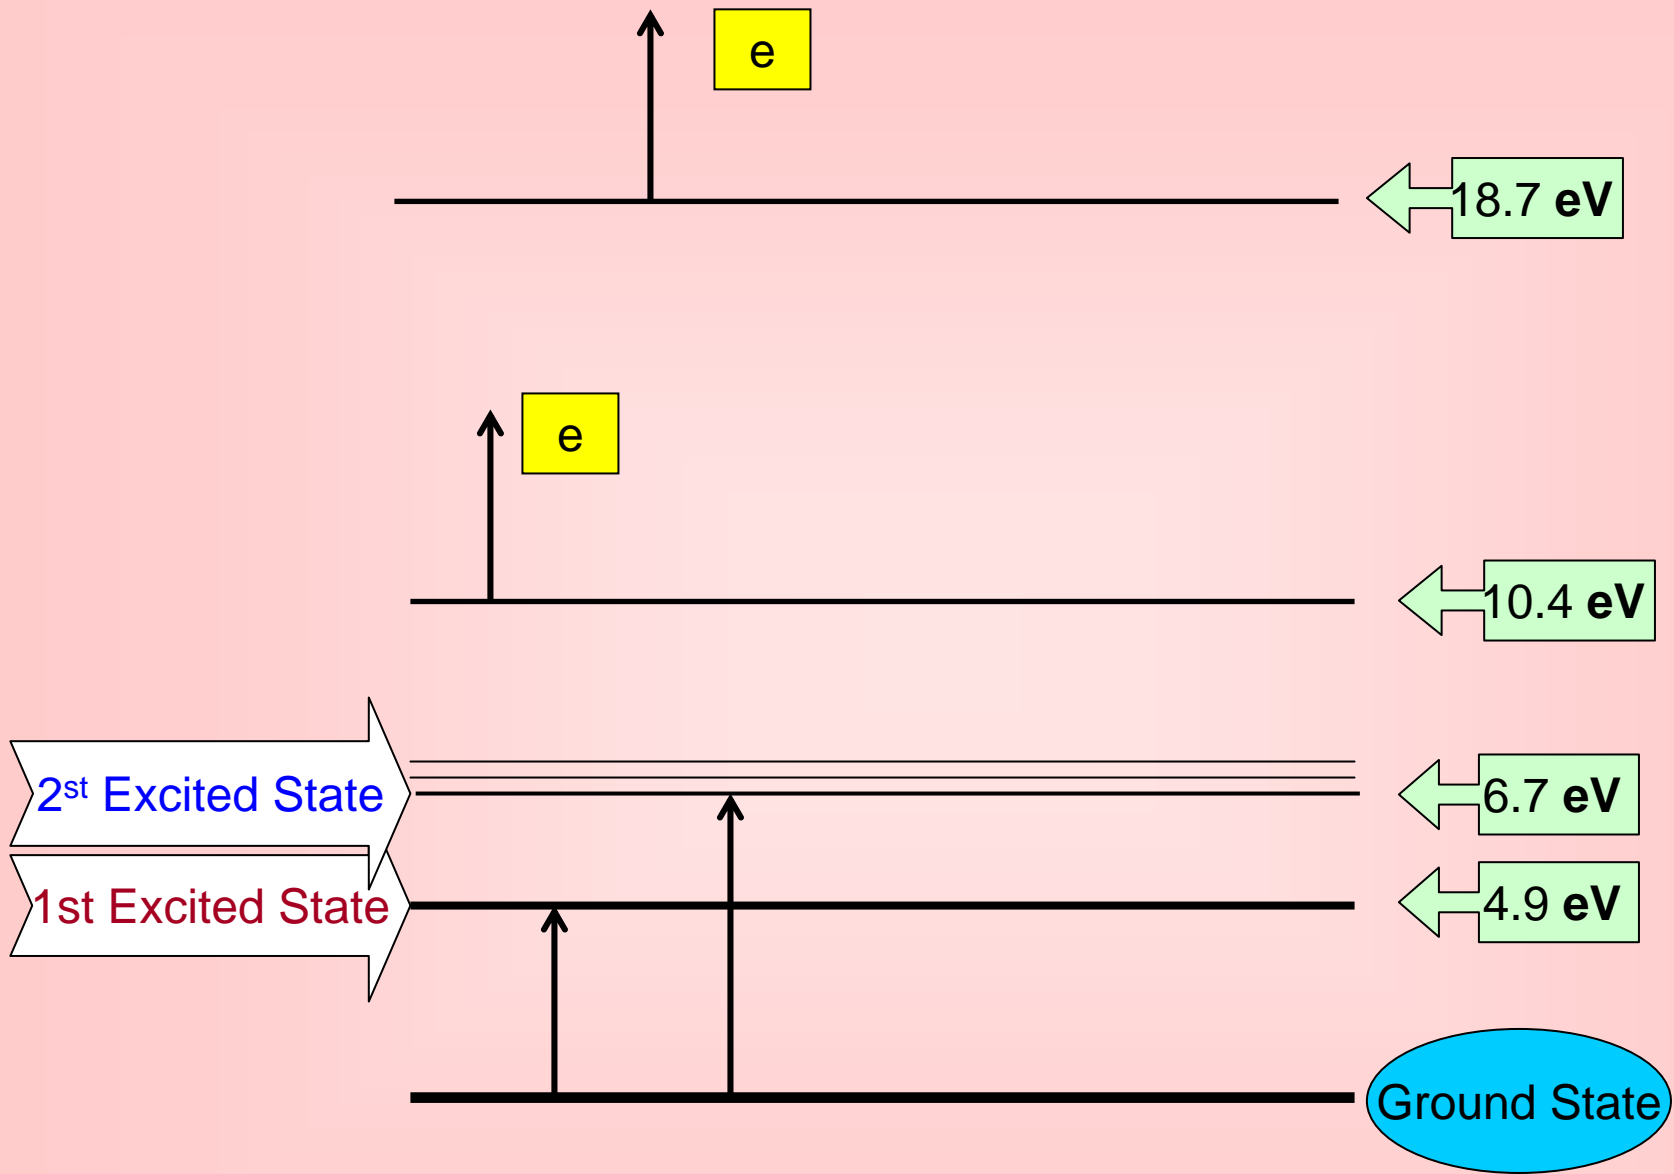 e
18.7 eV
e
10.4 eV
2st Excited State
6.7 eV
1st Excited State
4.9 eV
Ground State